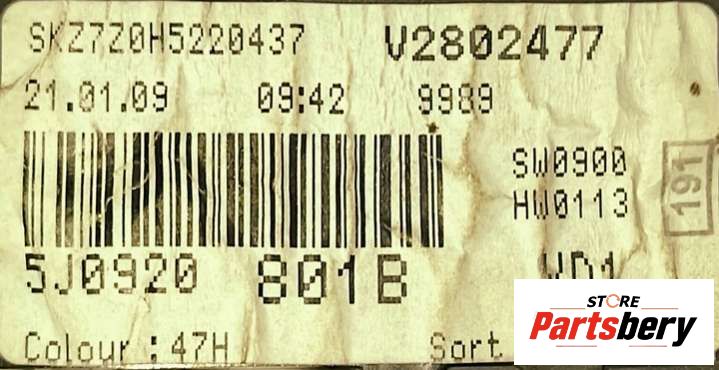 SKZ7Z0H5220437 V2802477
21.01.09 09:42 9989
SW0900
HW0113
191
5J0920 801B VD1
Colour : 47H Sort
STORE
Partsbery